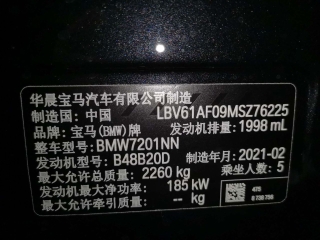 华晨宝马汽车有限公司制造
制造国: 中国 LBV61AF09MSZ76225
品牌: 宝马(BMW)牌 发动机排量: 1998 mL
整车型号: BMW7201NN
发动机型号: B48B20D 制造年月: 2021-02
最大允许总质量: 2260 kg 乘坐人数: 5
发动机最大净功率: 185 kW
最大允许牵引质量: -- kg